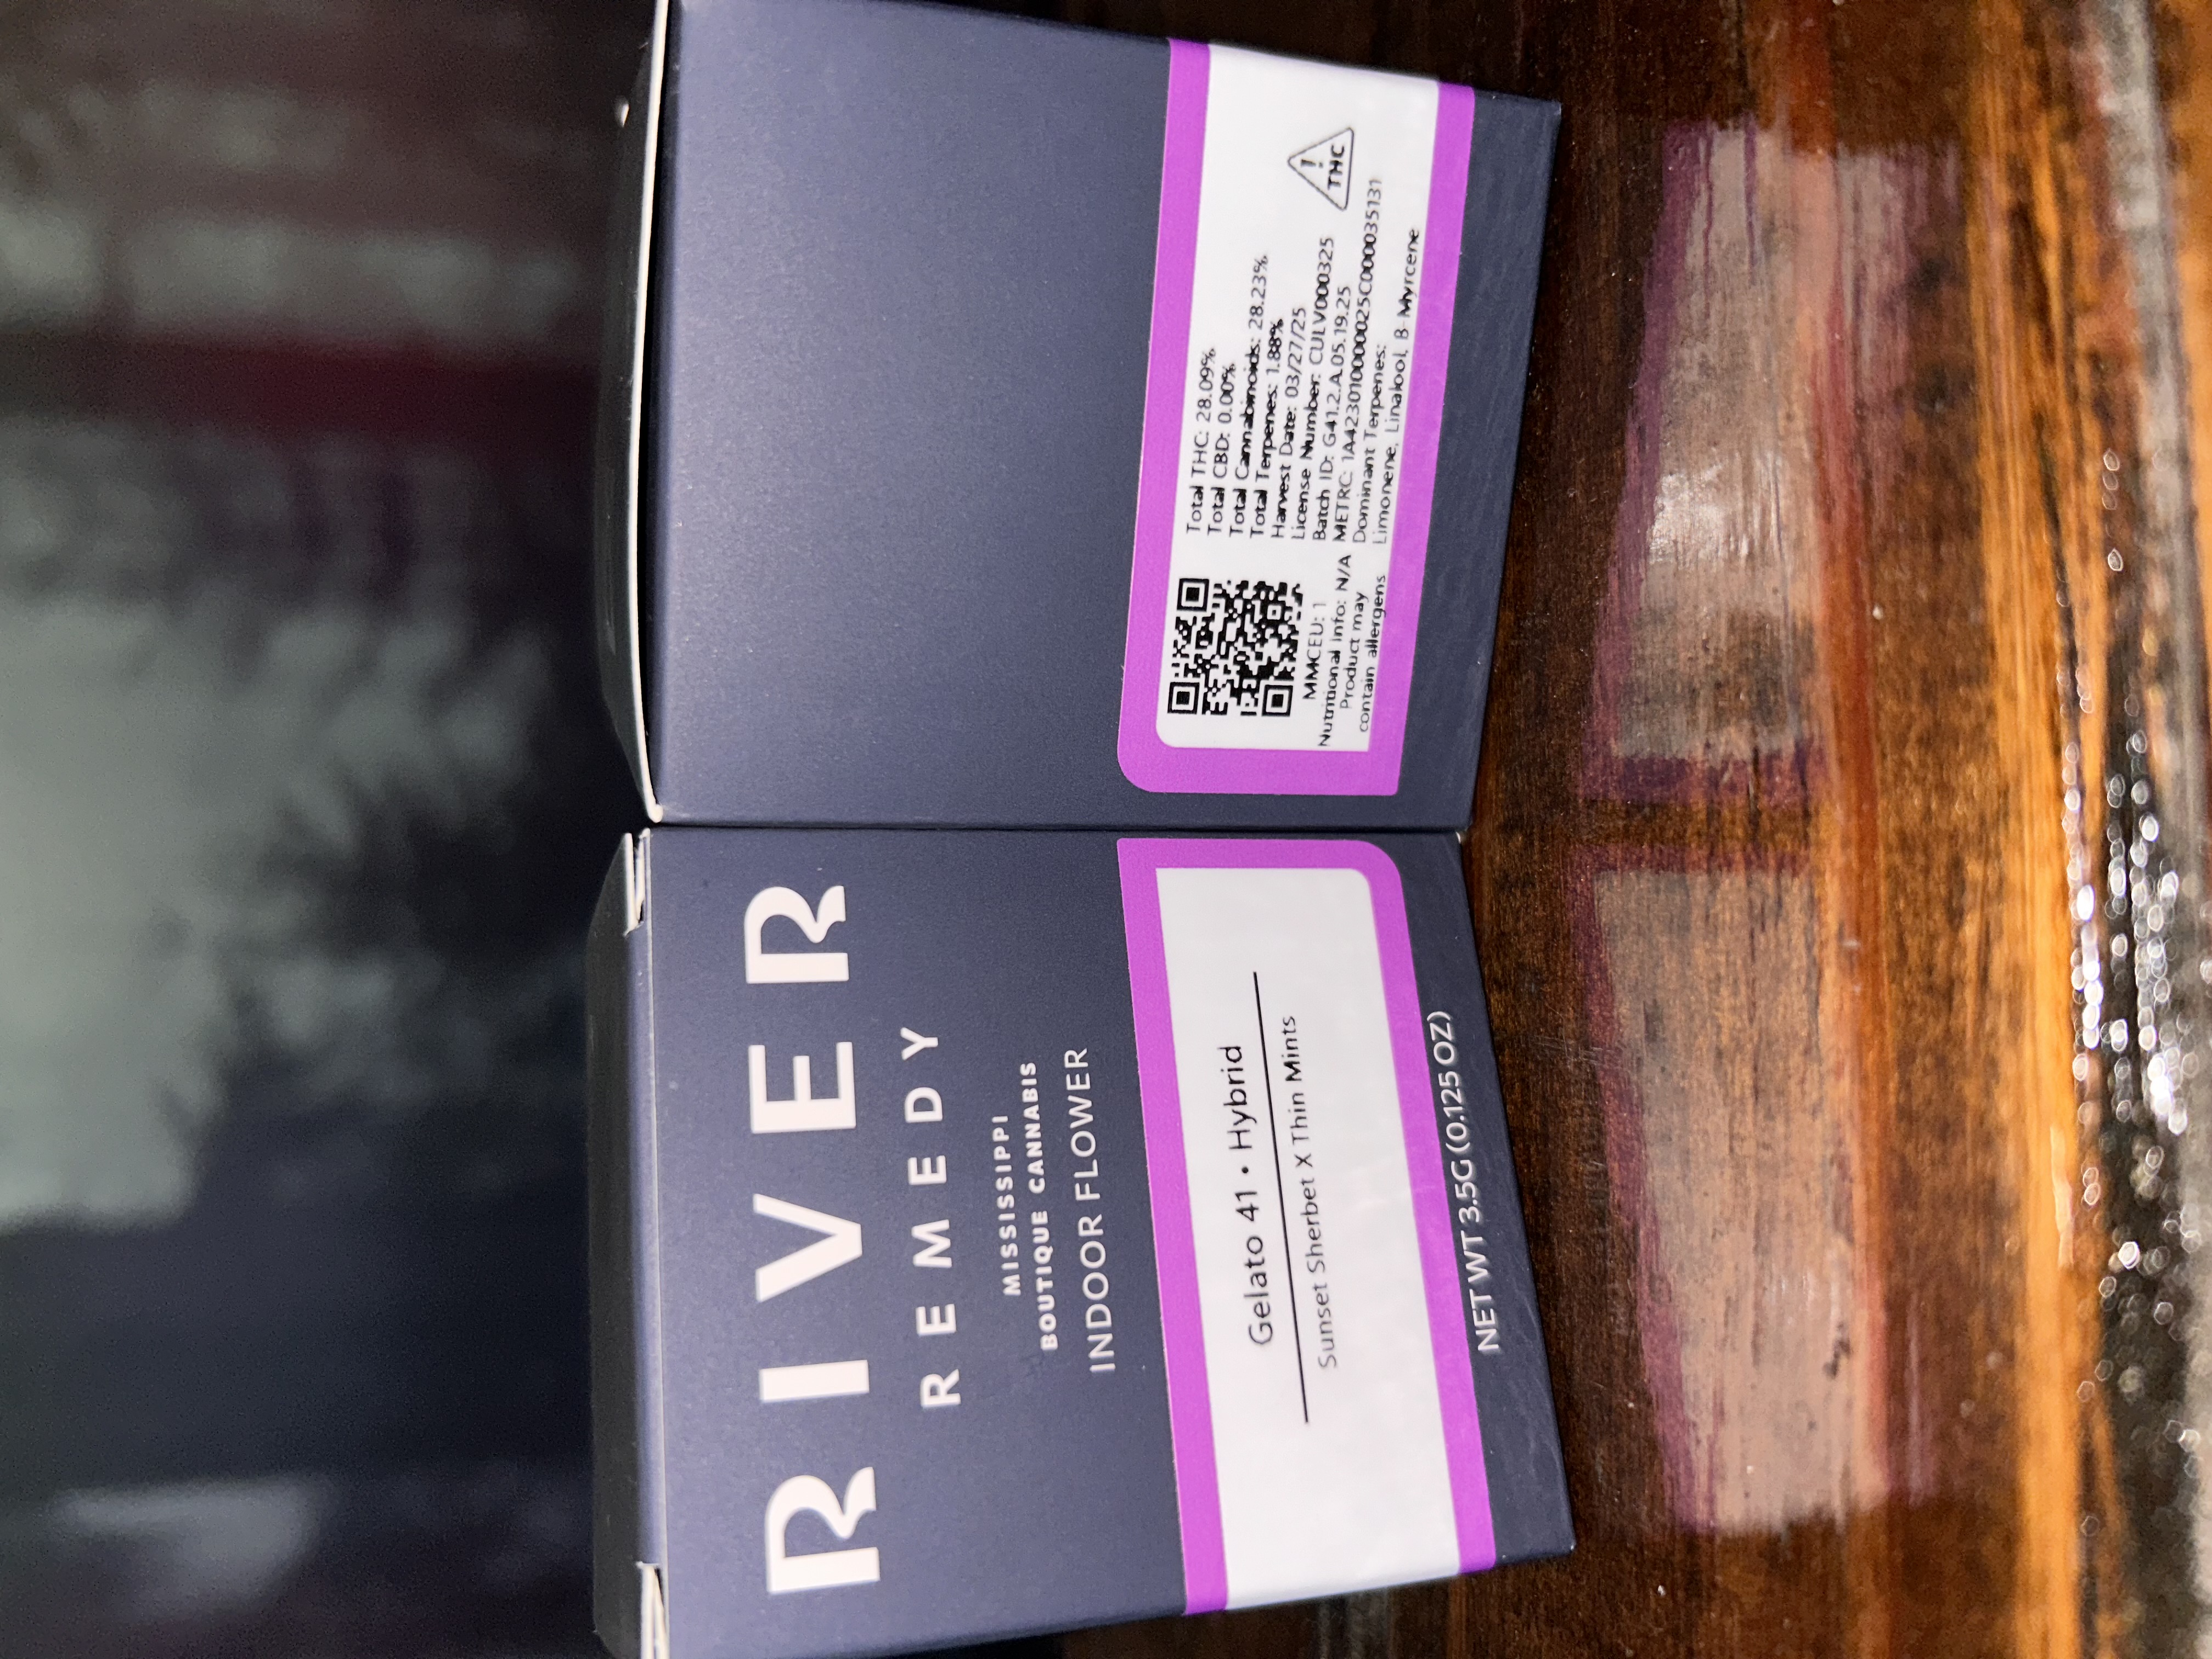 RIVER
REMEDY
MISSISSIPPI
BOUTIQUE CANNABIS
INDOOR FLOWER
Gelato 41 • Hybrid
Sunset Sherbet X Thin Mints
NET WT 3.5G (0.125 OZ)
MMCEU: 1
Nutritional info: N/A
Product may
contain allergens
Total THC: 28.09%
Total CBD: 0.00%
Total Cannabinoids: 28.23%
Total Terpenes: 1.88%
Harvest Date: 03/27/25
License Number: CULV000325
Batch ID: G41.2.A.05.19.25
METRC: 1A4230100000025C000035131
Dominant Terpenes:
Limonene, Linalool, B-Myrcene
! THC